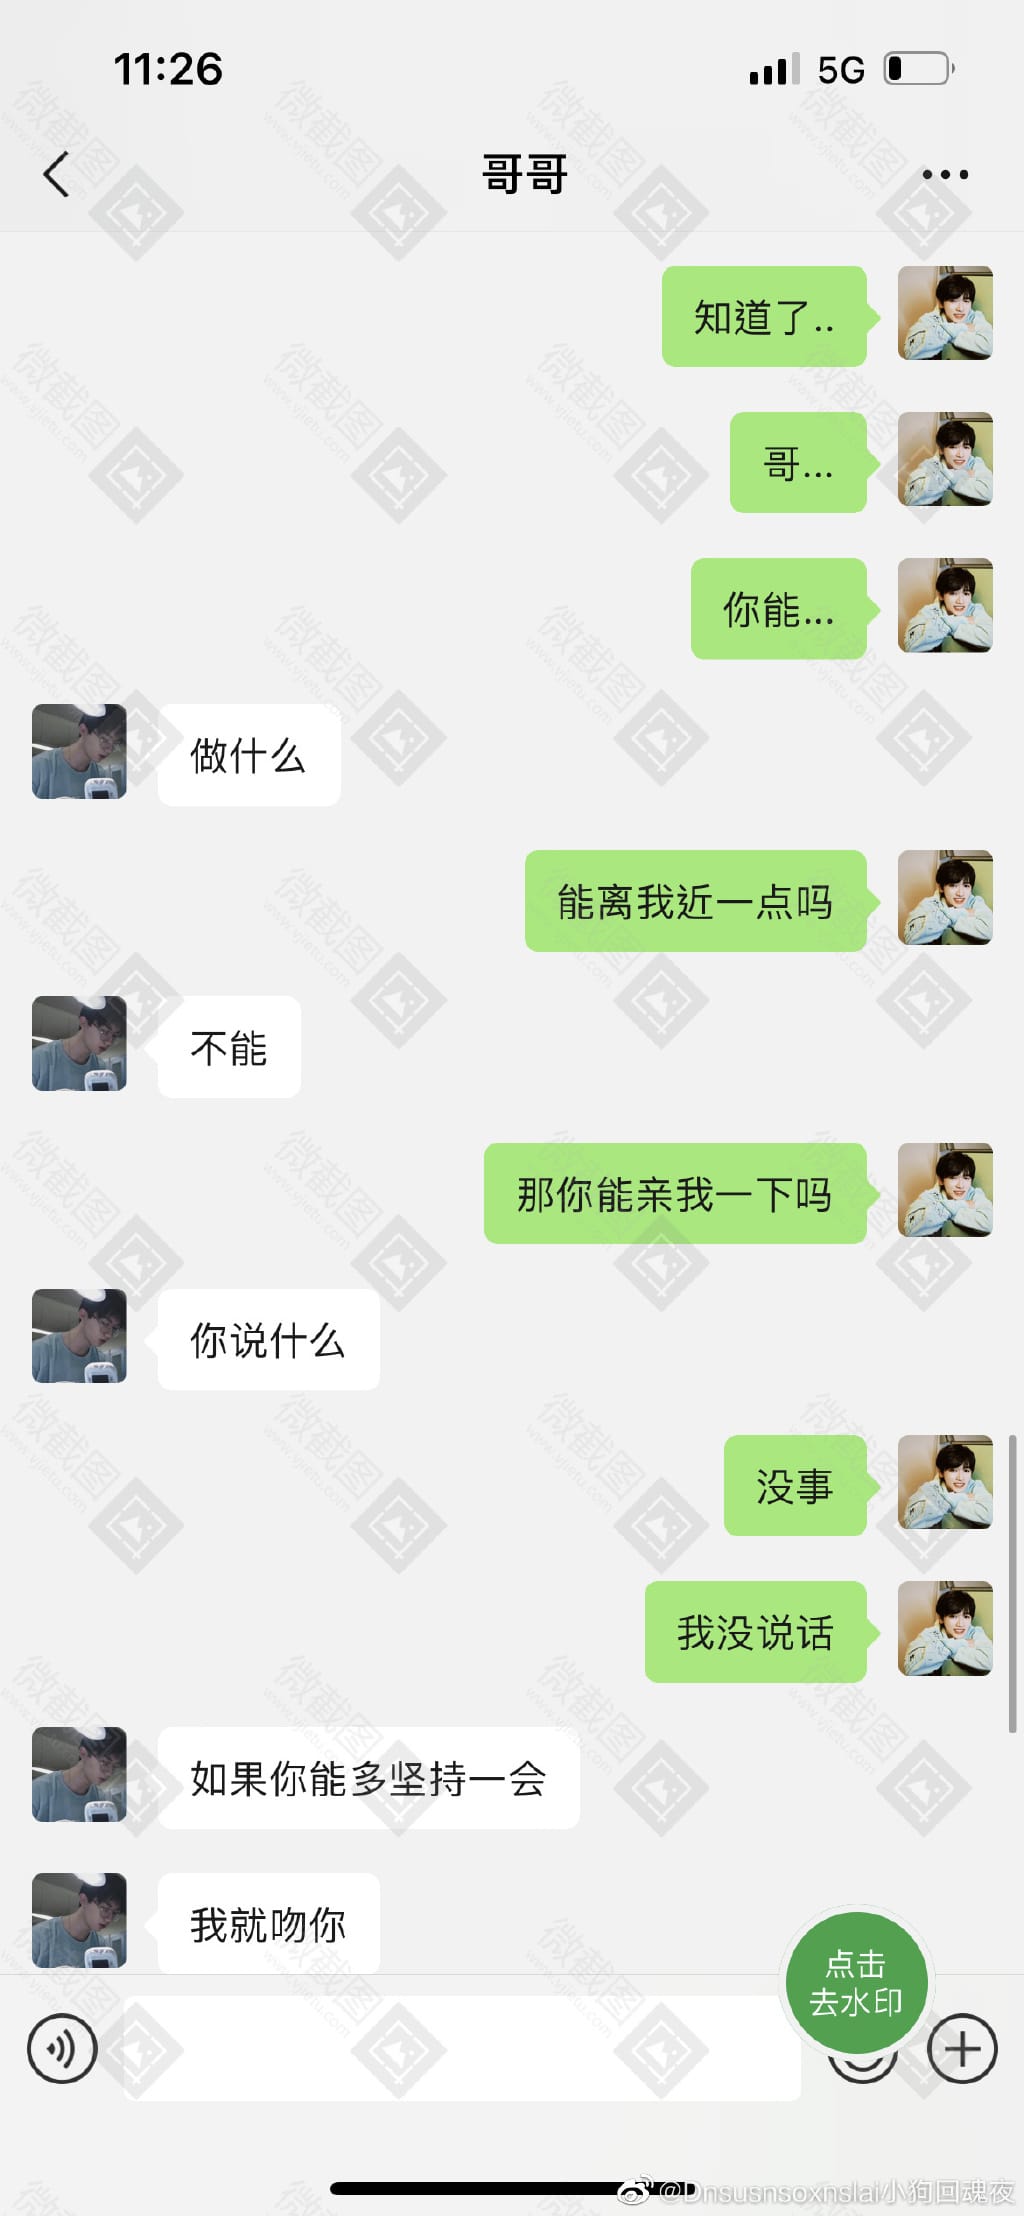 11:26
5G
哥哥
知道了..
哥...
你能...
做什么
能离我近一点吗
不能
那你能亲我一下吗
你说什么
没事
我没说话
如果你能多坚持一会
我就吻你
点击
去水印
微截图
@Dnsusnsoxnslai小狗回魂夜